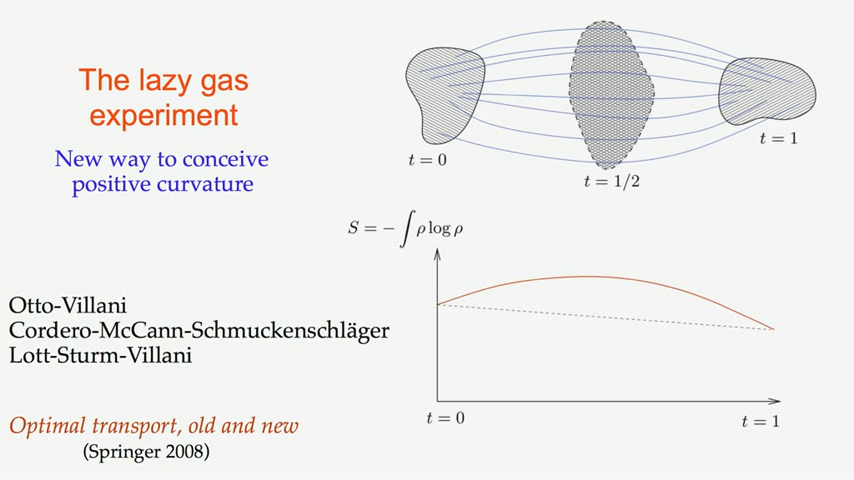 The lazy gas
experiment
New way to conceive
positive curvature
Otto-Villani
Cordero-McCann-Schmuckenschläger
Lott-Sturm-Villani
Optimal transport, old and new
(Springer 2008)
t = 0
t = 1/2
t = 1
S = − ∫ ρ log ρ
t = 0
t = 1